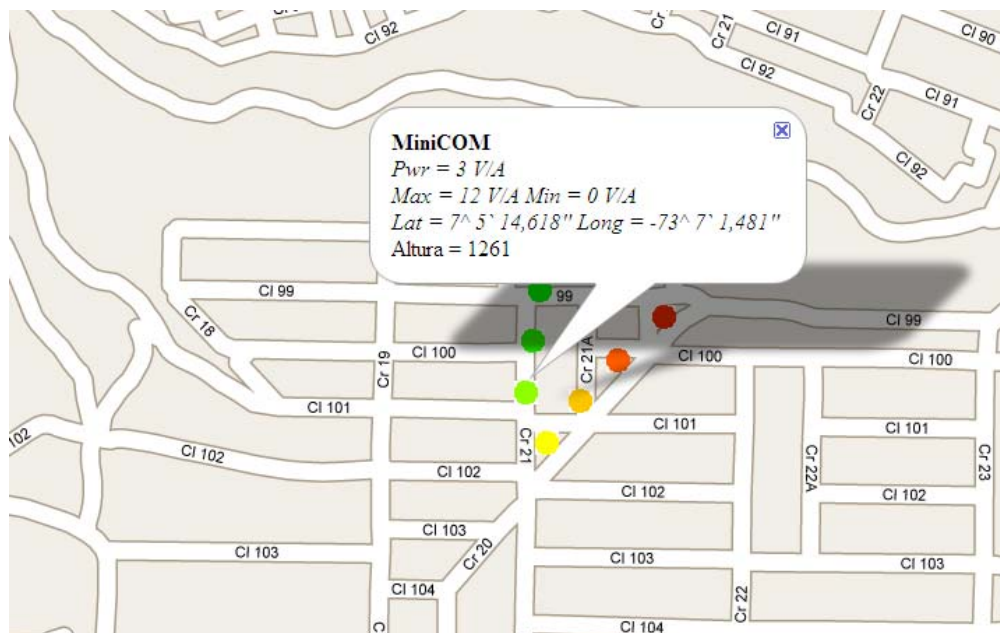 Cl 92
Cr 21
Cl 91
Cl 90
Cl 92
Cr 22
Cl 91
Cl 92
MiniCOM
Pwr = 3 V/A
Max = 12 V/A Min = 0 V/A
Lat = 7^ 5` 14,618" Long = -73^ 7` 1,481"
Altura = 1261
Cl 99
99
Cl 99
Cr 18
Cl 100
Cr 19
Cr 21A
Cl 100
Cl 100
Cl 101
Cl 101
Cl 101
102
Cl 102
Cr 21
Cl 102
Cl 102
Cr 22A
Cl 102
Cr 23
Cl 103
Cl 103
Cr 20
Cl 103
Cl 103
Cl 104
Cr 22
Cl 104